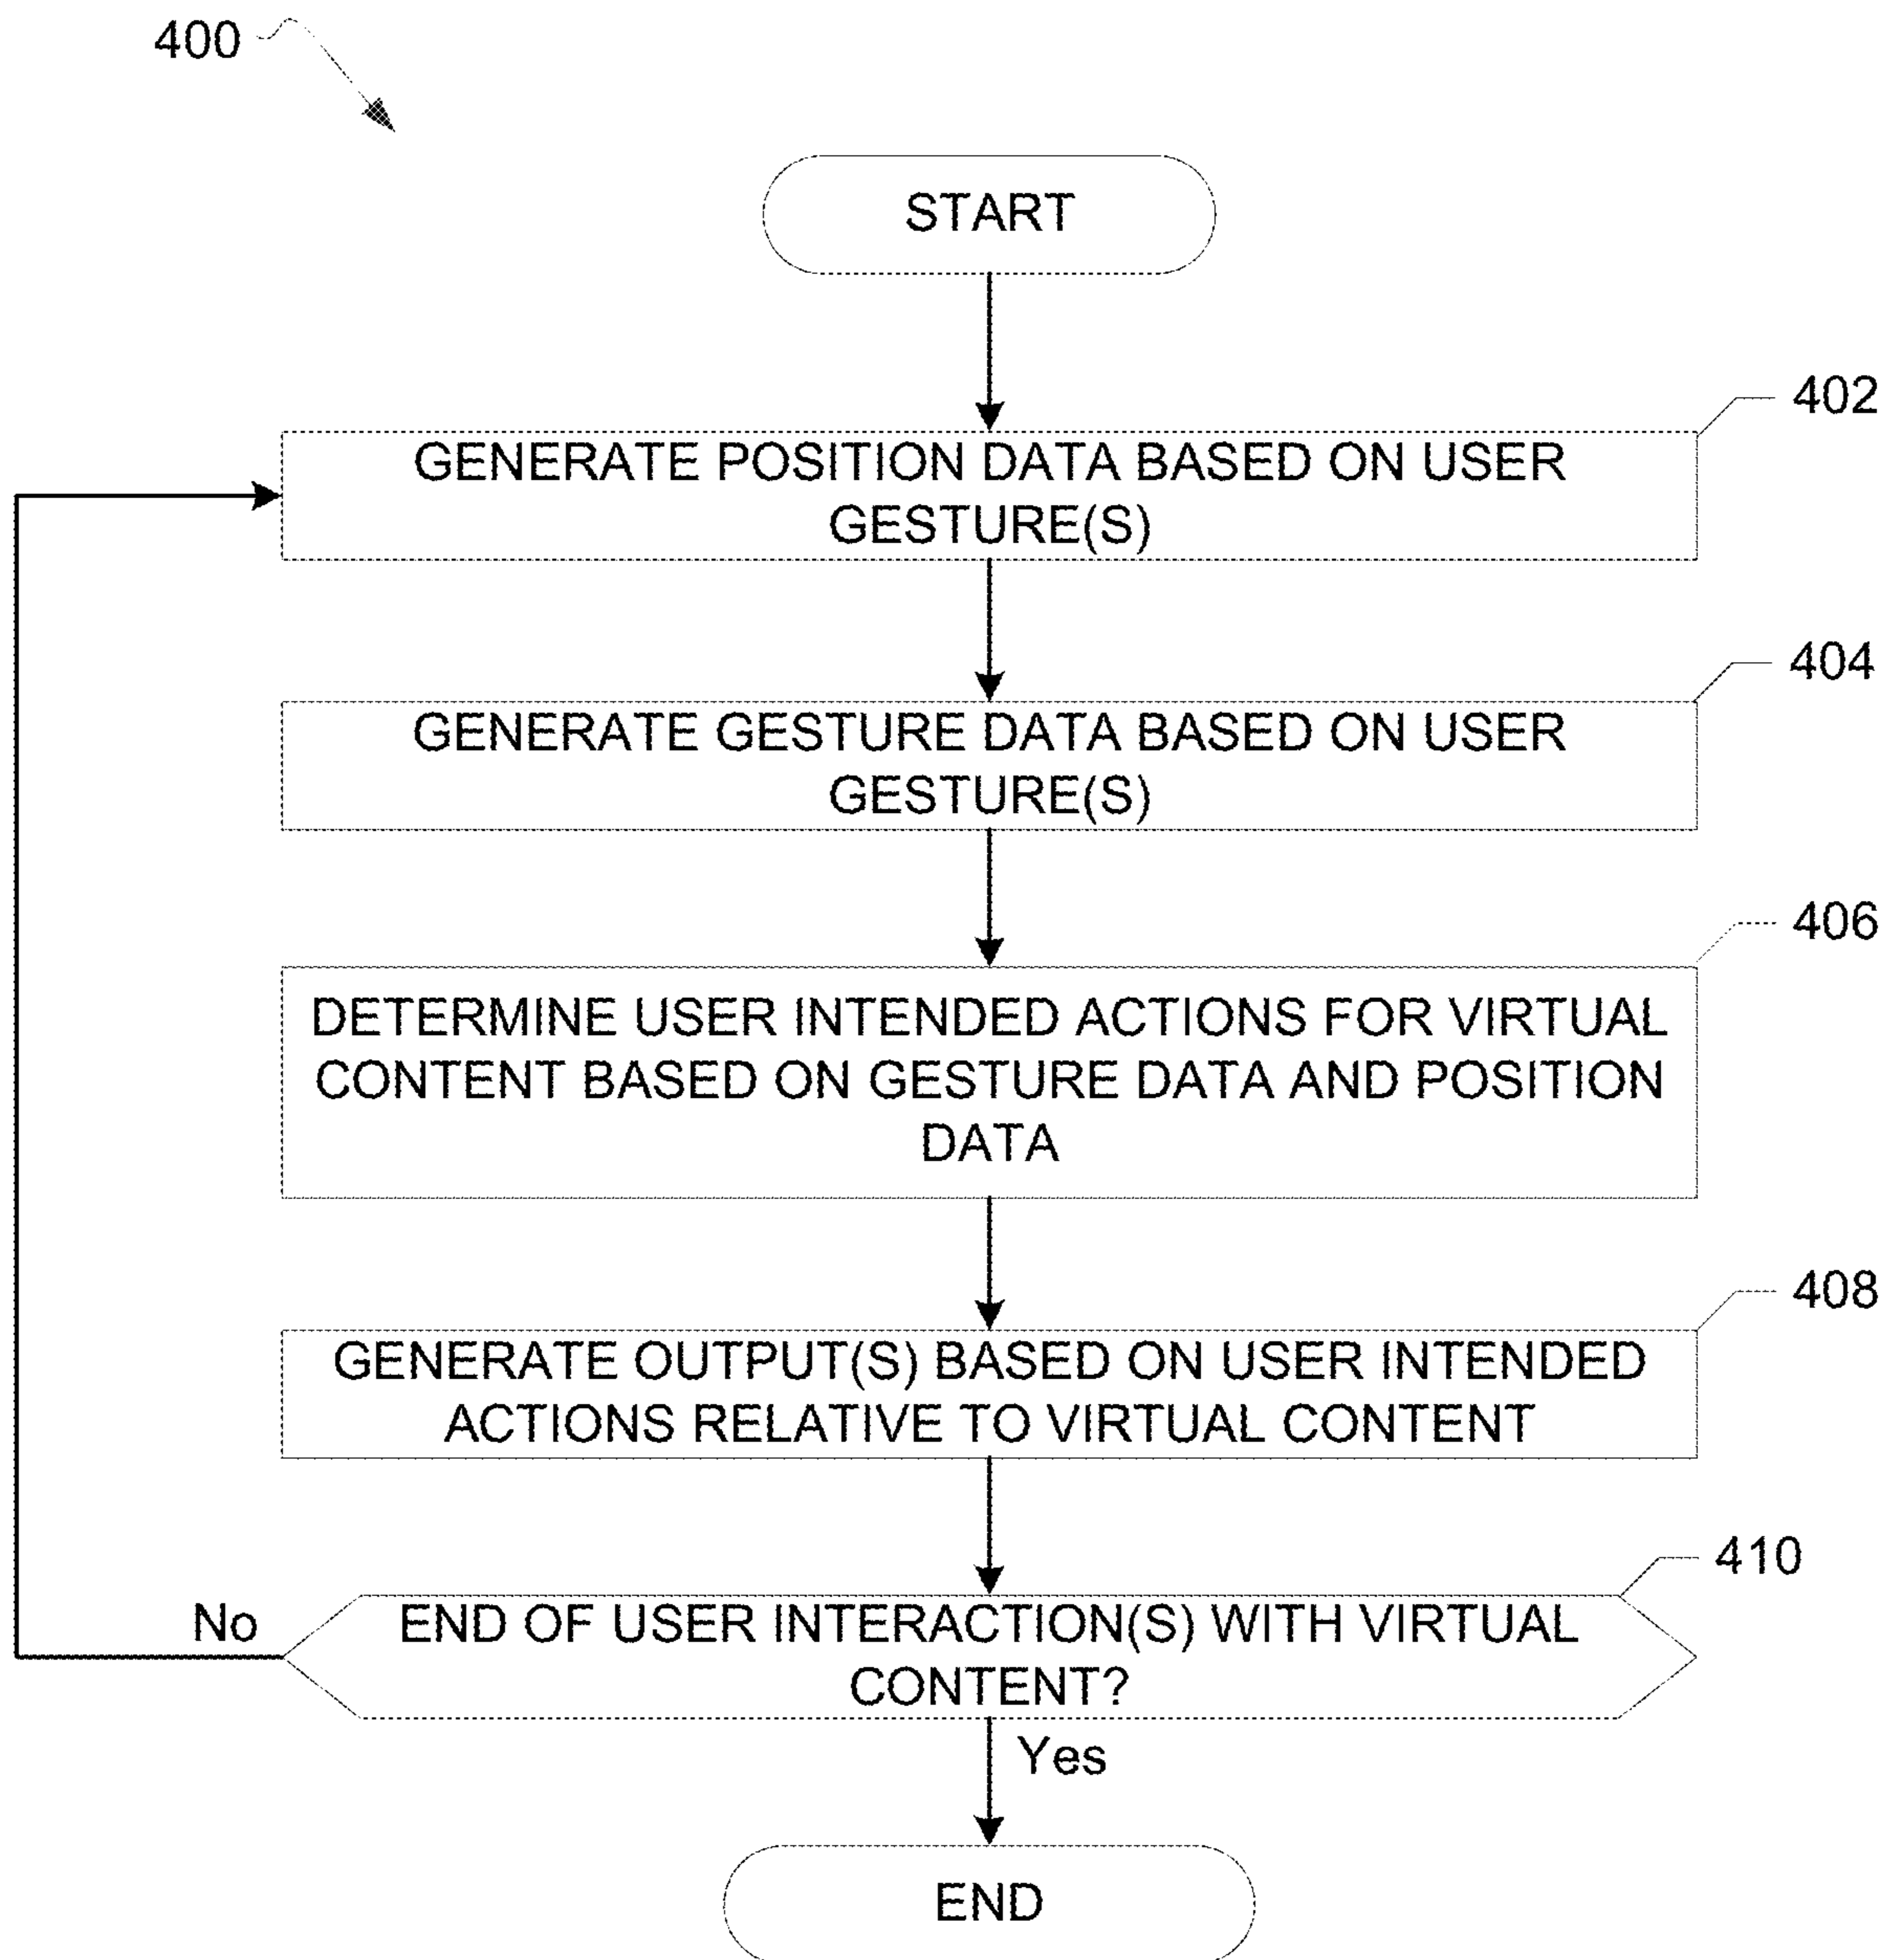 400
START
402
GENERATE POSITION DATA BASED ON USER
GESTURE(S)
404
GENERATE GESTURE DATA BASED ON USER
GESTURE(S)
406
DETERMINE USER INTENDED ACTIONS FOR VIRTUAL
CONTENT BASED ON GESTURE DATA AND POSITION
DATA
408
GENERATE OUTPUT(S) BASED ON USER INTENDED
ACTIONS RELATIVE TO VIRTUAL CONTENT
410
No
END OF USER INTERACTION(S) WITH VIRTUAL
CONTENT?
Yes
END